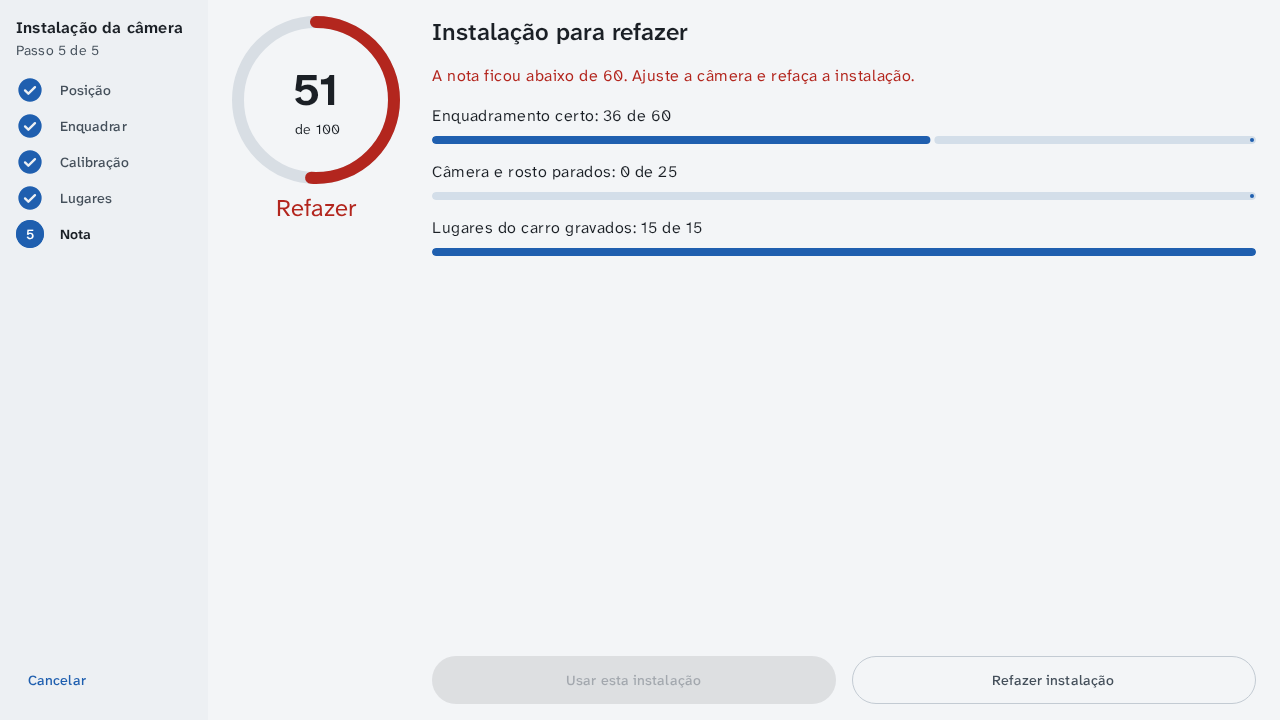 Instalação da câmera
Passo 5 de 5
Posição
Enquadrar
Calibração
Lugares
5 Nota
Cancelar
51
de 100
Refazer
Instalação para refazer
A nota ficou abaixo de 60. Ajuste a câmera e refaça a instalação.
Enquadramento certo: 36 de 60
Câmera e rosto parados: 0 de 25
Lugares do carro gravados: 15 de 15
Usar esta instalação
Refazer instalação